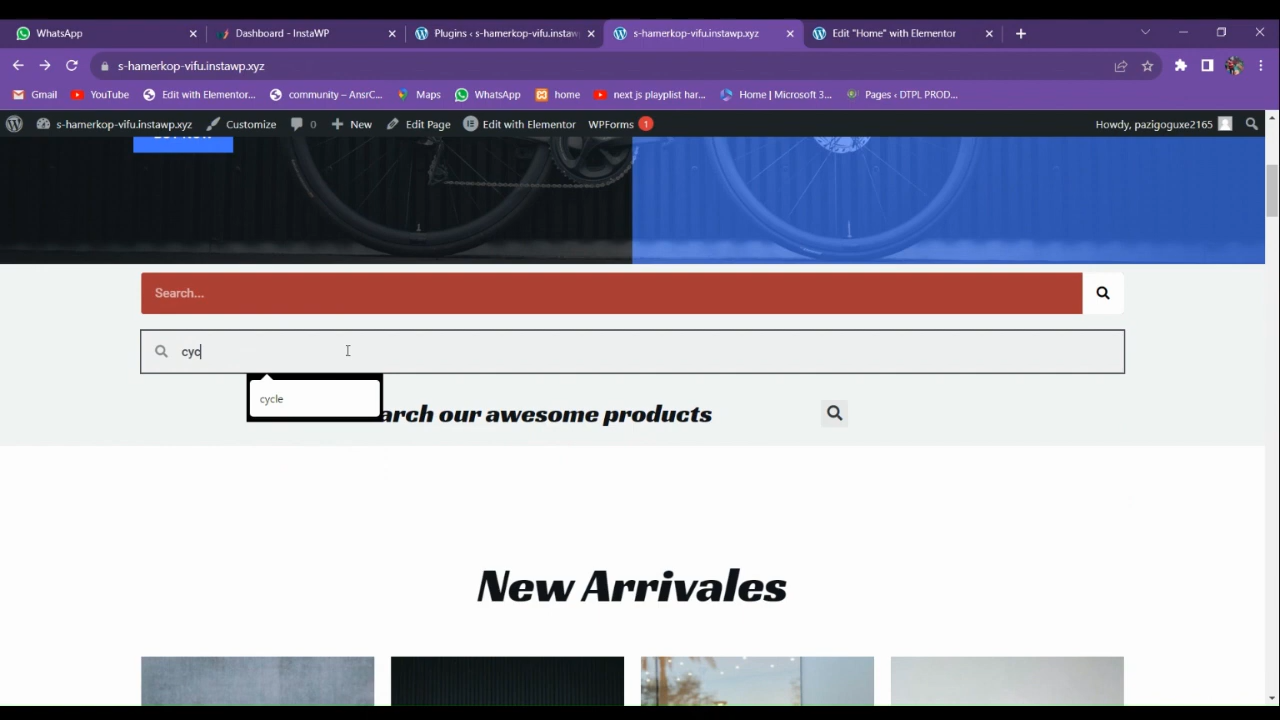 WhatsApp
Dashboard - InstaWP
Plugins ‹ s-hamerkop-vifu.instaw
s-hamerkop-vifu.instawp.xyz
Edit "Home" with Elementor
s-hamerkop-vifu.instawp.xyz
Gmail
YouTube
Edit with Elementor...
community – AnsrC...
Maps
WhatsApp
home
next js playplist har...
Home | Microsoft 3...
Pages ‹ DTPL PROD...
s-hamerkop-vifu.instawp.xyz
Customize
0
New
Edit Page
Edit with Elementor
WPForms 1
Howdy, pazigoguxe2165
Search...
cyc
cycle
arch our awesome products
New Arrivales